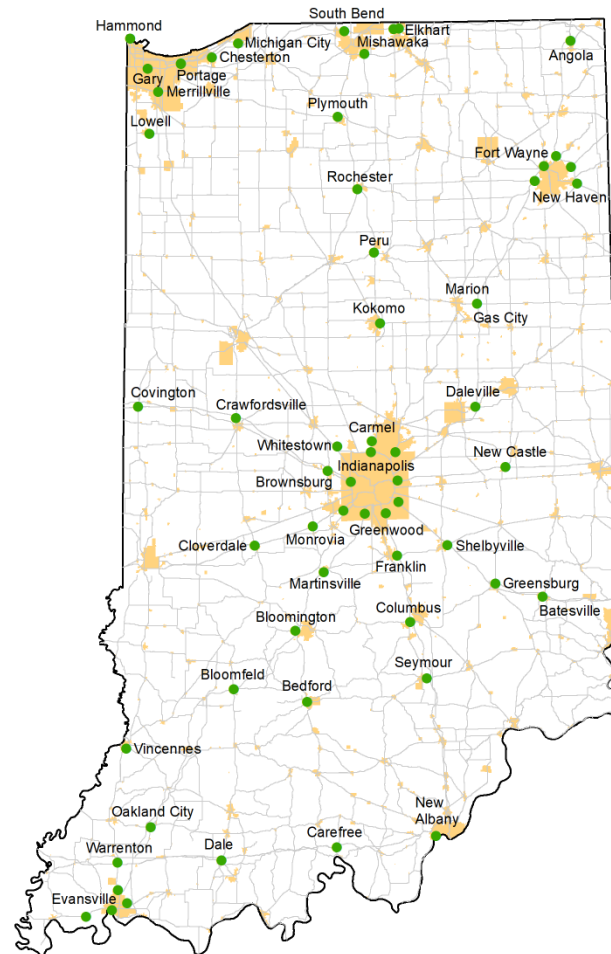 South Bend
Hammond
Michigan City
Elkhart
Mishawaka
Chesterton
Angola
Portage
Gary
Merrillville
Plymouth
Lowell
Fort Wayne
Rochester
New Haven
Peru
Marion
Kokomo
Gas City
Covington
Daleville
Crawfordsville
Carmel
Whitestown
New Castle
Indianapolis
Brownsburg
Greenwood
Monrovia
Cloverdale
Shelbyville
Franklin
Martinsville
Greensburg
Columbus
Batesville
Bloomington
Seymour
Bloomfeld
Bedford
Vincennes
New
Albany
Oakland City
Carefree
Warrenton
Dale
Evansville